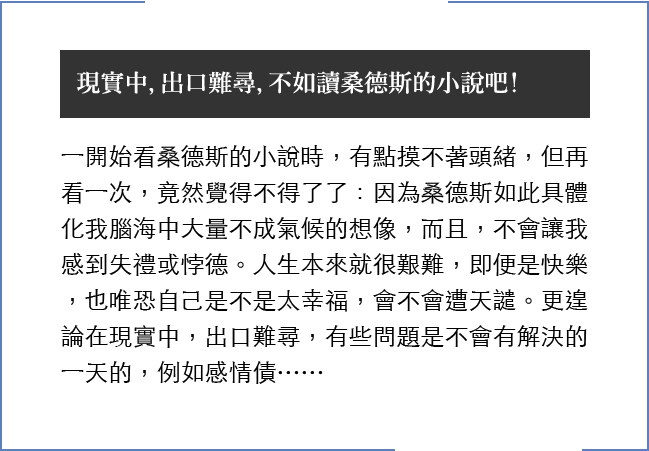 現實中, 出口難尋, 不如讀桑德斯的小說吧!
一開始看桑德斯的小說時，有點摸不著頭緒，但再
看一次，竟然覺得不得了了：因為桑德斯如此具體
化我腦海中大量不成氣候的想像，而且，不會讓我
感到失禮或悖德。人生本來就很艱難，即便是快樂
，也唯恐自己是不是太幸福，會不會遭天譴。更遑
論在現實中，出口難尋，有些問題是不會有解決的
一天的，例如感情債⋯⋯